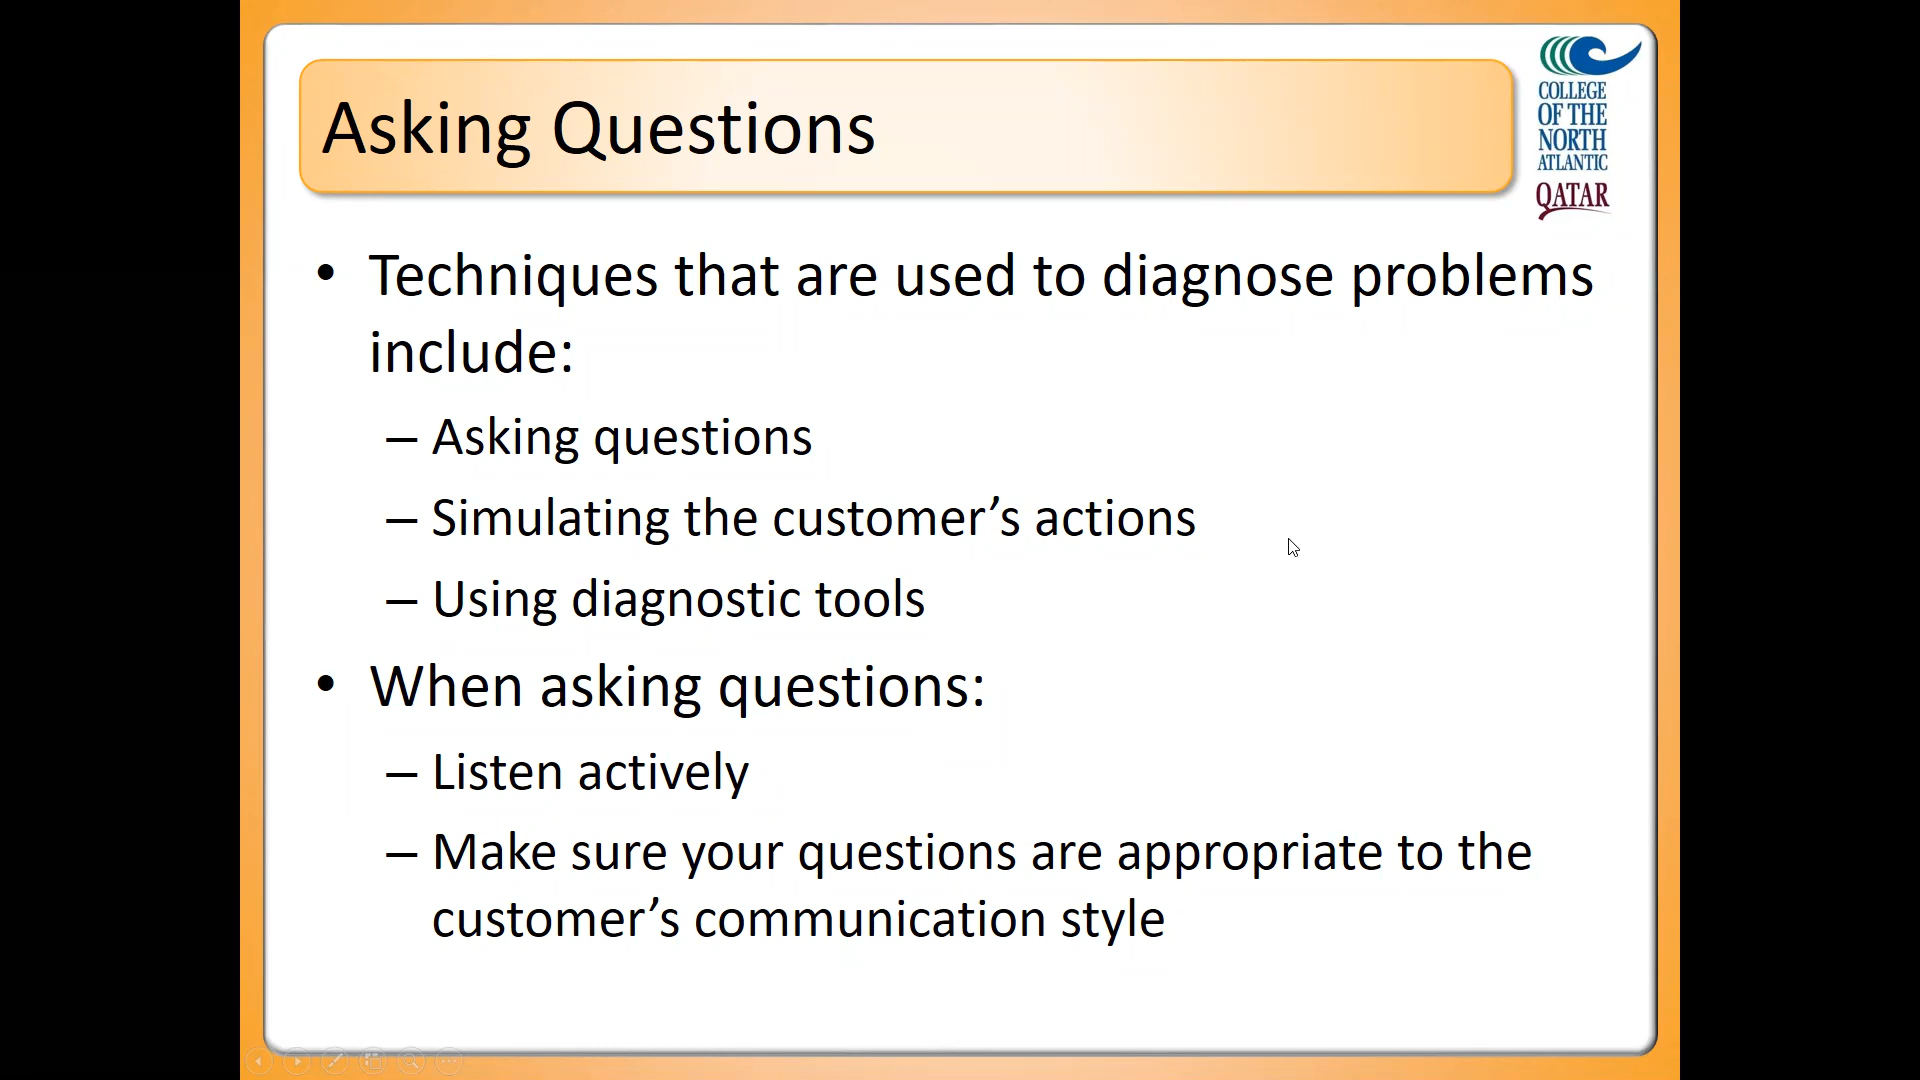 Asking Questions
COLLEGE
OF THE
NORTH
ATLANTIC
QATAR
• Techniques that are used to diagnose problems
include:
– Asking questions
– Simulating the customer’s actions
– Using diagnostic tools
• When asking questions:
– Listen actively
– Make sure your questions are appropriate to the
customer’s communication style